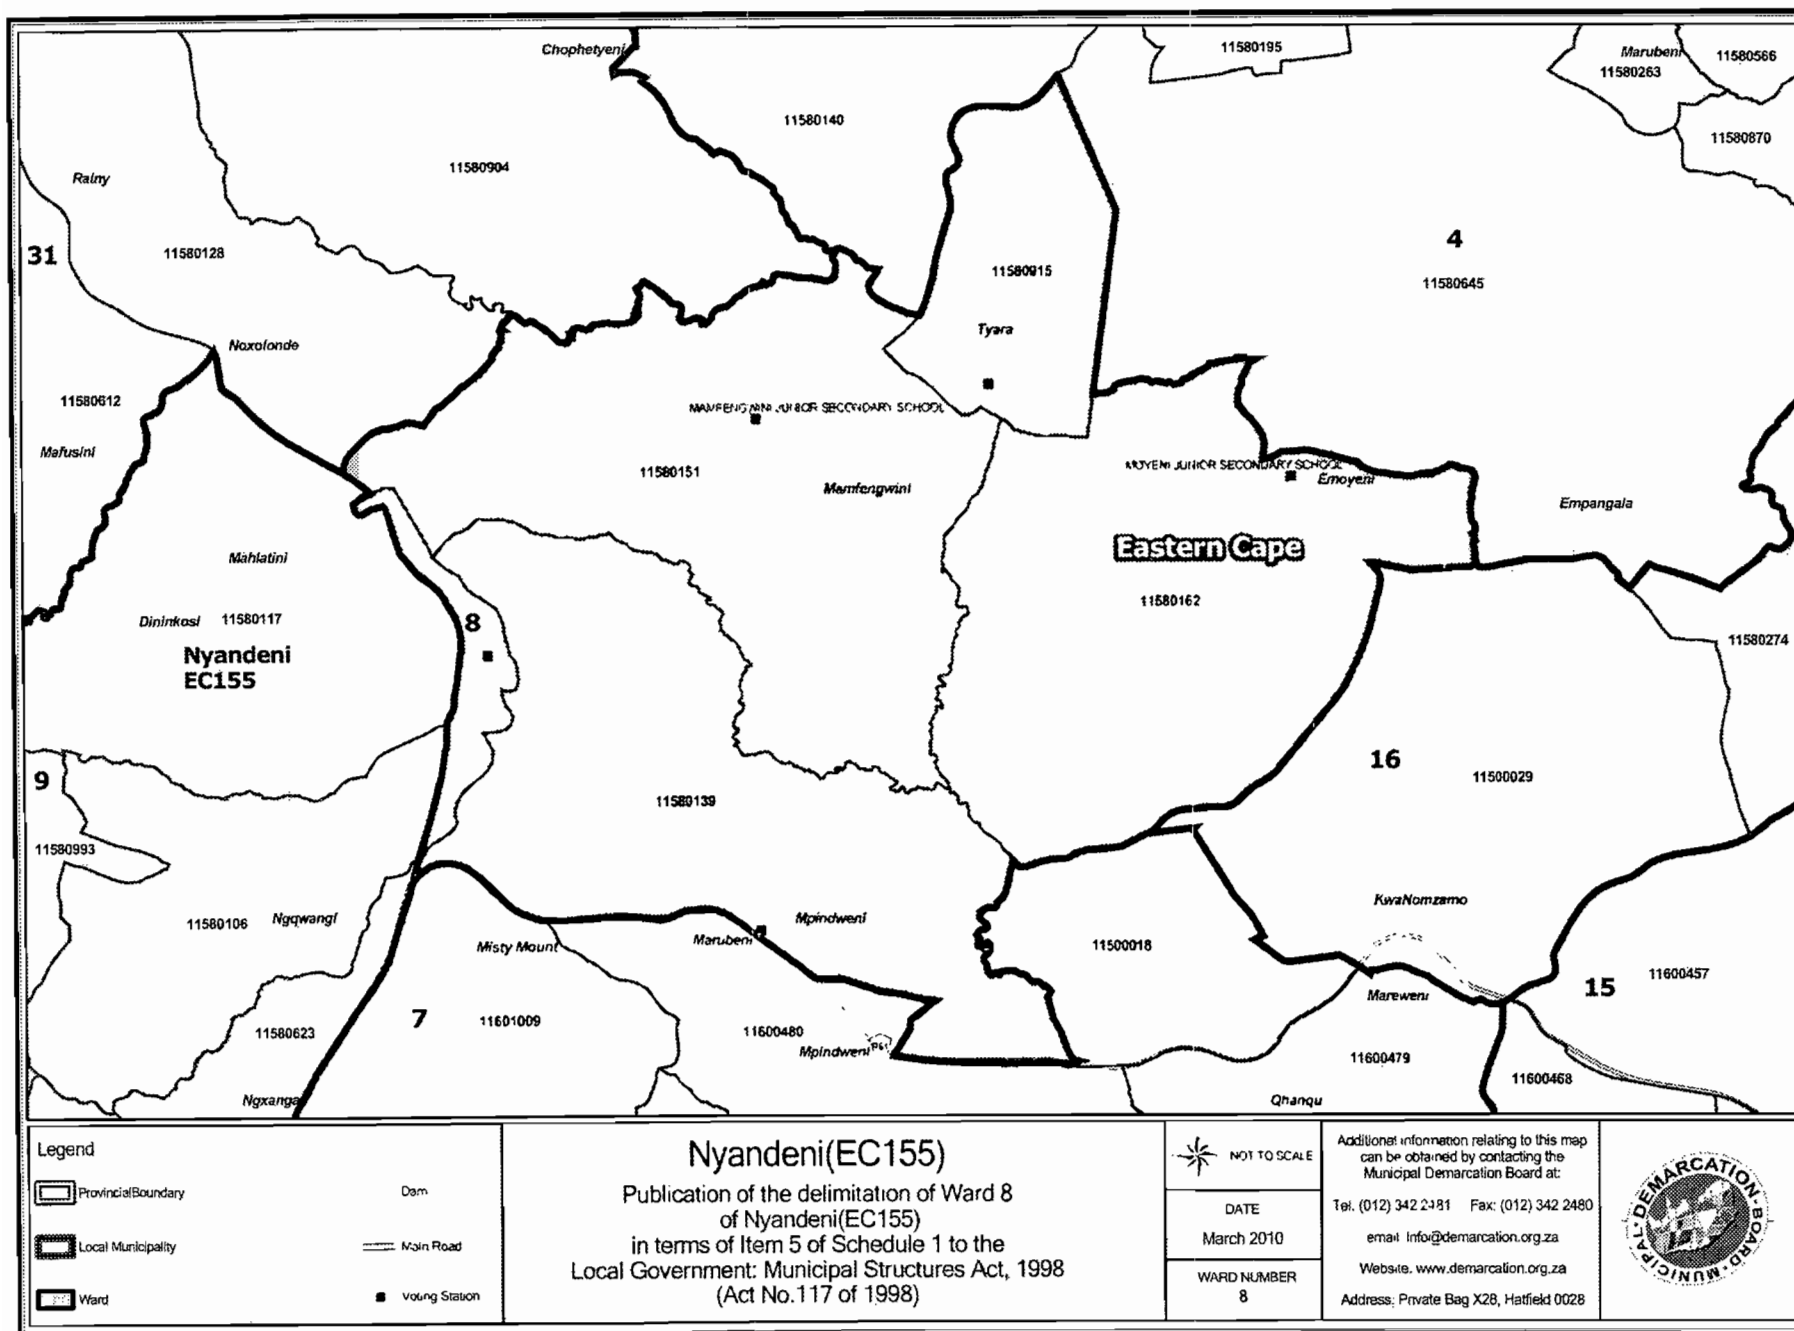 Chophetyeni
11580195
Marubeni
11580263
11580566
11580140
11580870
11580904
Rainy
31
11580128
4
11580915
11580645
Tyara
Noxolonde
11580612
MAMFENGWINI JUNIOR SECONDARY SCHOOL
Mafusini
11580151
MOYENI JUNIOR SECONDARY SCHOOL
Emoyeni
Mamfengwini
Empangala
Eastern Cape
Mahlatini
11580162
Dininkosi 11580117
8
11580274
Nyandeni
EC155
16
11500029
9
11580139
11580993
KwaNomzamo
11580106
Ngqwangi
Misty Mount
Marubeni
Mpindweni
11500018
11600457
15
Mareweni
7
11601009
11580623
11600480
Mpindweni
11600479
11600468
Ngxanga
Qhanqu
Legend
ProvincialBoundary
Dam
Local Municipality
Main Road
Ward
Voting Station
Nyandeni(EC155)
Publication of the delimitation of Ward 8
of Nyandeni(EC155)
in terms of Item 5 of Schedule 1 to the
Local Government: Municipal Structures Act, 1998
(Act No.117 of 1998)
NOT TO SCALE
DATE
March 2010
WARD NUMBER
8
Additional information relating to this map
can be obtained by contacting the
Municipal Demarcation Board at:
Tel. (012) 342 2481 Fax: (012) 342 2480
email Info@demarcation.org.za
Website. www.demarcation.org.za
Address: Private Bag X28, Hatfield 0028
MUNICIPAL DEMARCATION BOARD